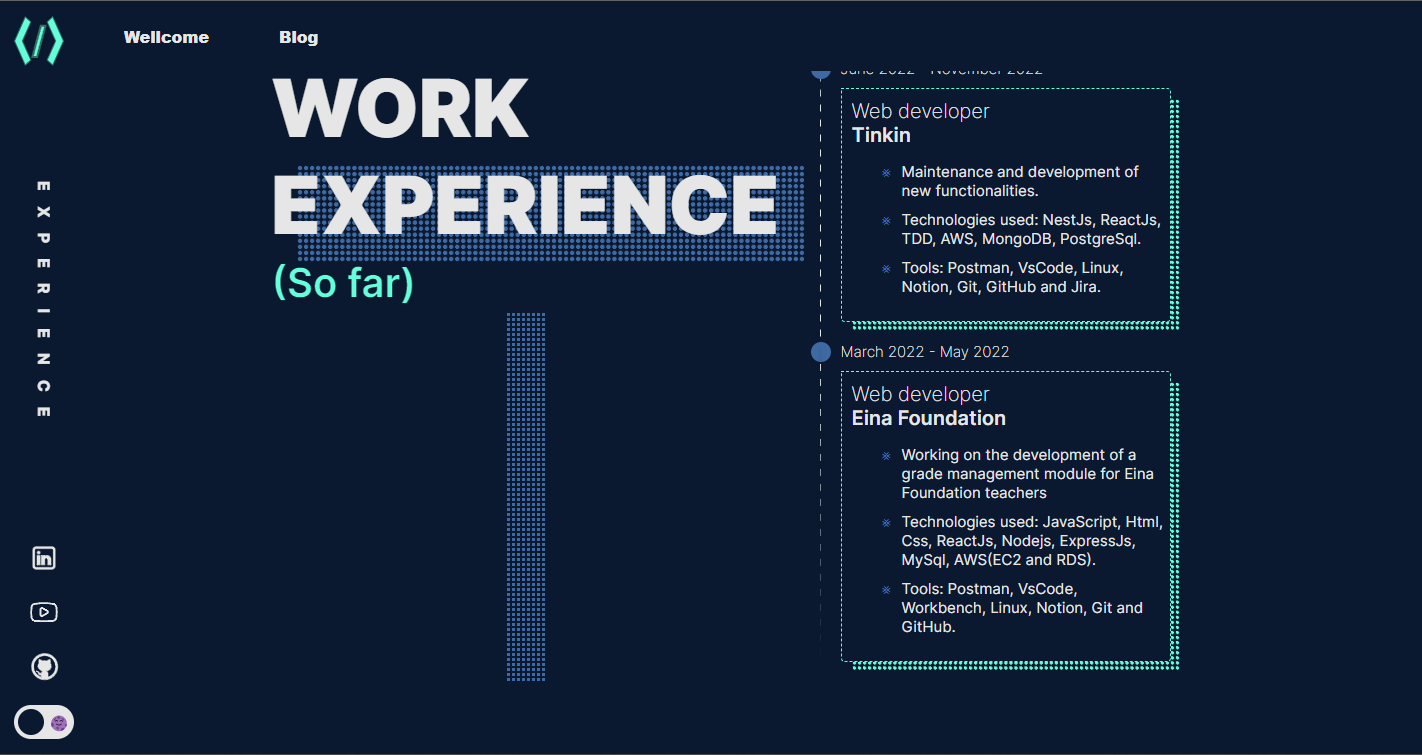 Wellcome
Blog
EXPERIENCE
WORK
EXPERIENCE
(So far)
June 2022 - November 2022
Web developer
Tinkin
Maintenance and development of
new functionalities.
Technologies used: NestJs, ReactJs,
TDD, AWS, MongoDB, PostgreSql.
Tools: Postman, VsCode, Linux,
Notion, Git, GitHub and Jira.
March 2022 - May 2022
Web developer
Eina Foundation
Working on the development of a
grade management module for Eina
Foundation teachers
Technologies used: JavaScript, Html,
Css, ReactJs, Nodejs, ExpressJs,
MySql, AWS(EC2 and RDS).
Tools: Postman, VsCode,
Workbench, Linux, Notion, Git and
GitHub.
in